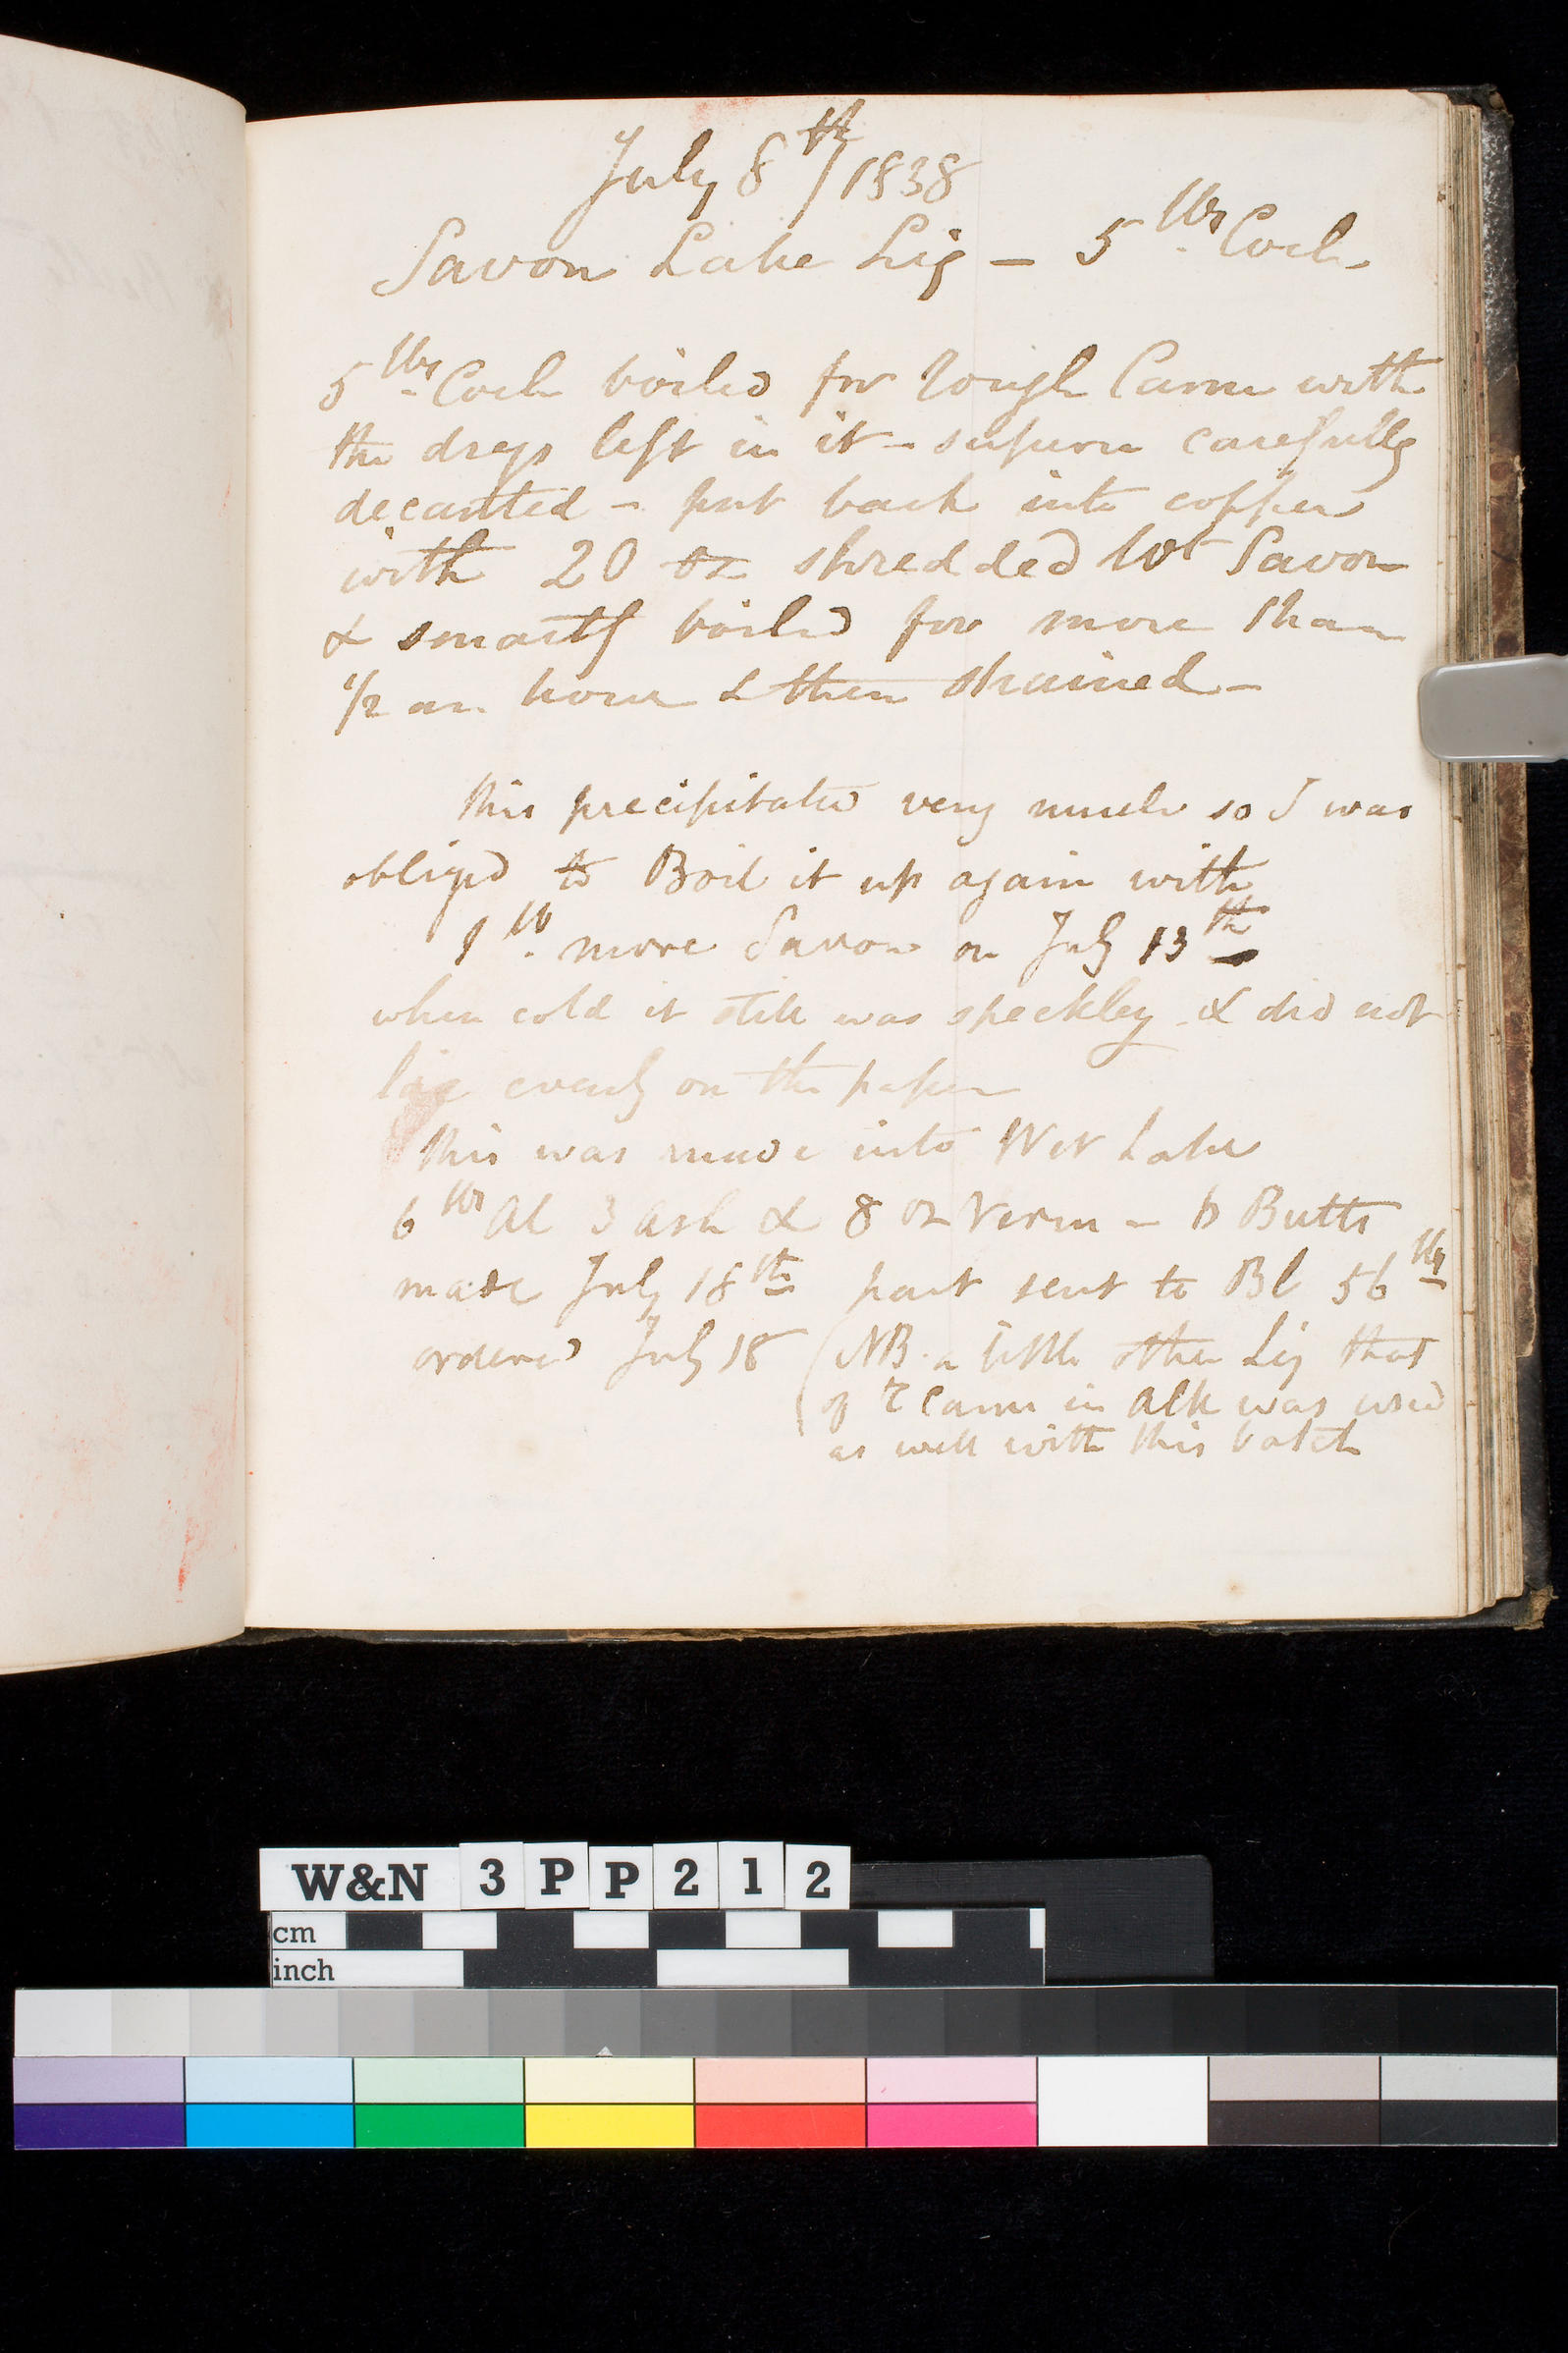 July 8th/1838
Savon Lake Liq – 5 lbs Coch
5 lbs Coch boiled for rough Carm with
the dregs left in it – supern carefully
decanted – put back into copper
with 20 oz shredded Wt Savon
& smartly boiled for more than
1/2 an hour & then strained –
this precipitated very much so I was
obliged to Boil it up again with
1 lb more Savon on July 13th
when cold it still was speckley & did not
lie evenly on the paper
this was made into Wet Lake
6 lbs Al 3 Ash & 8 oz Verm – 6 Butts
made July 18th part sent to Bl 56 lbs
ordered July 18 (NB. a little other Liq that
of Carm in Alk was used
as well with this batch
W&N 3PP212
cm
inch